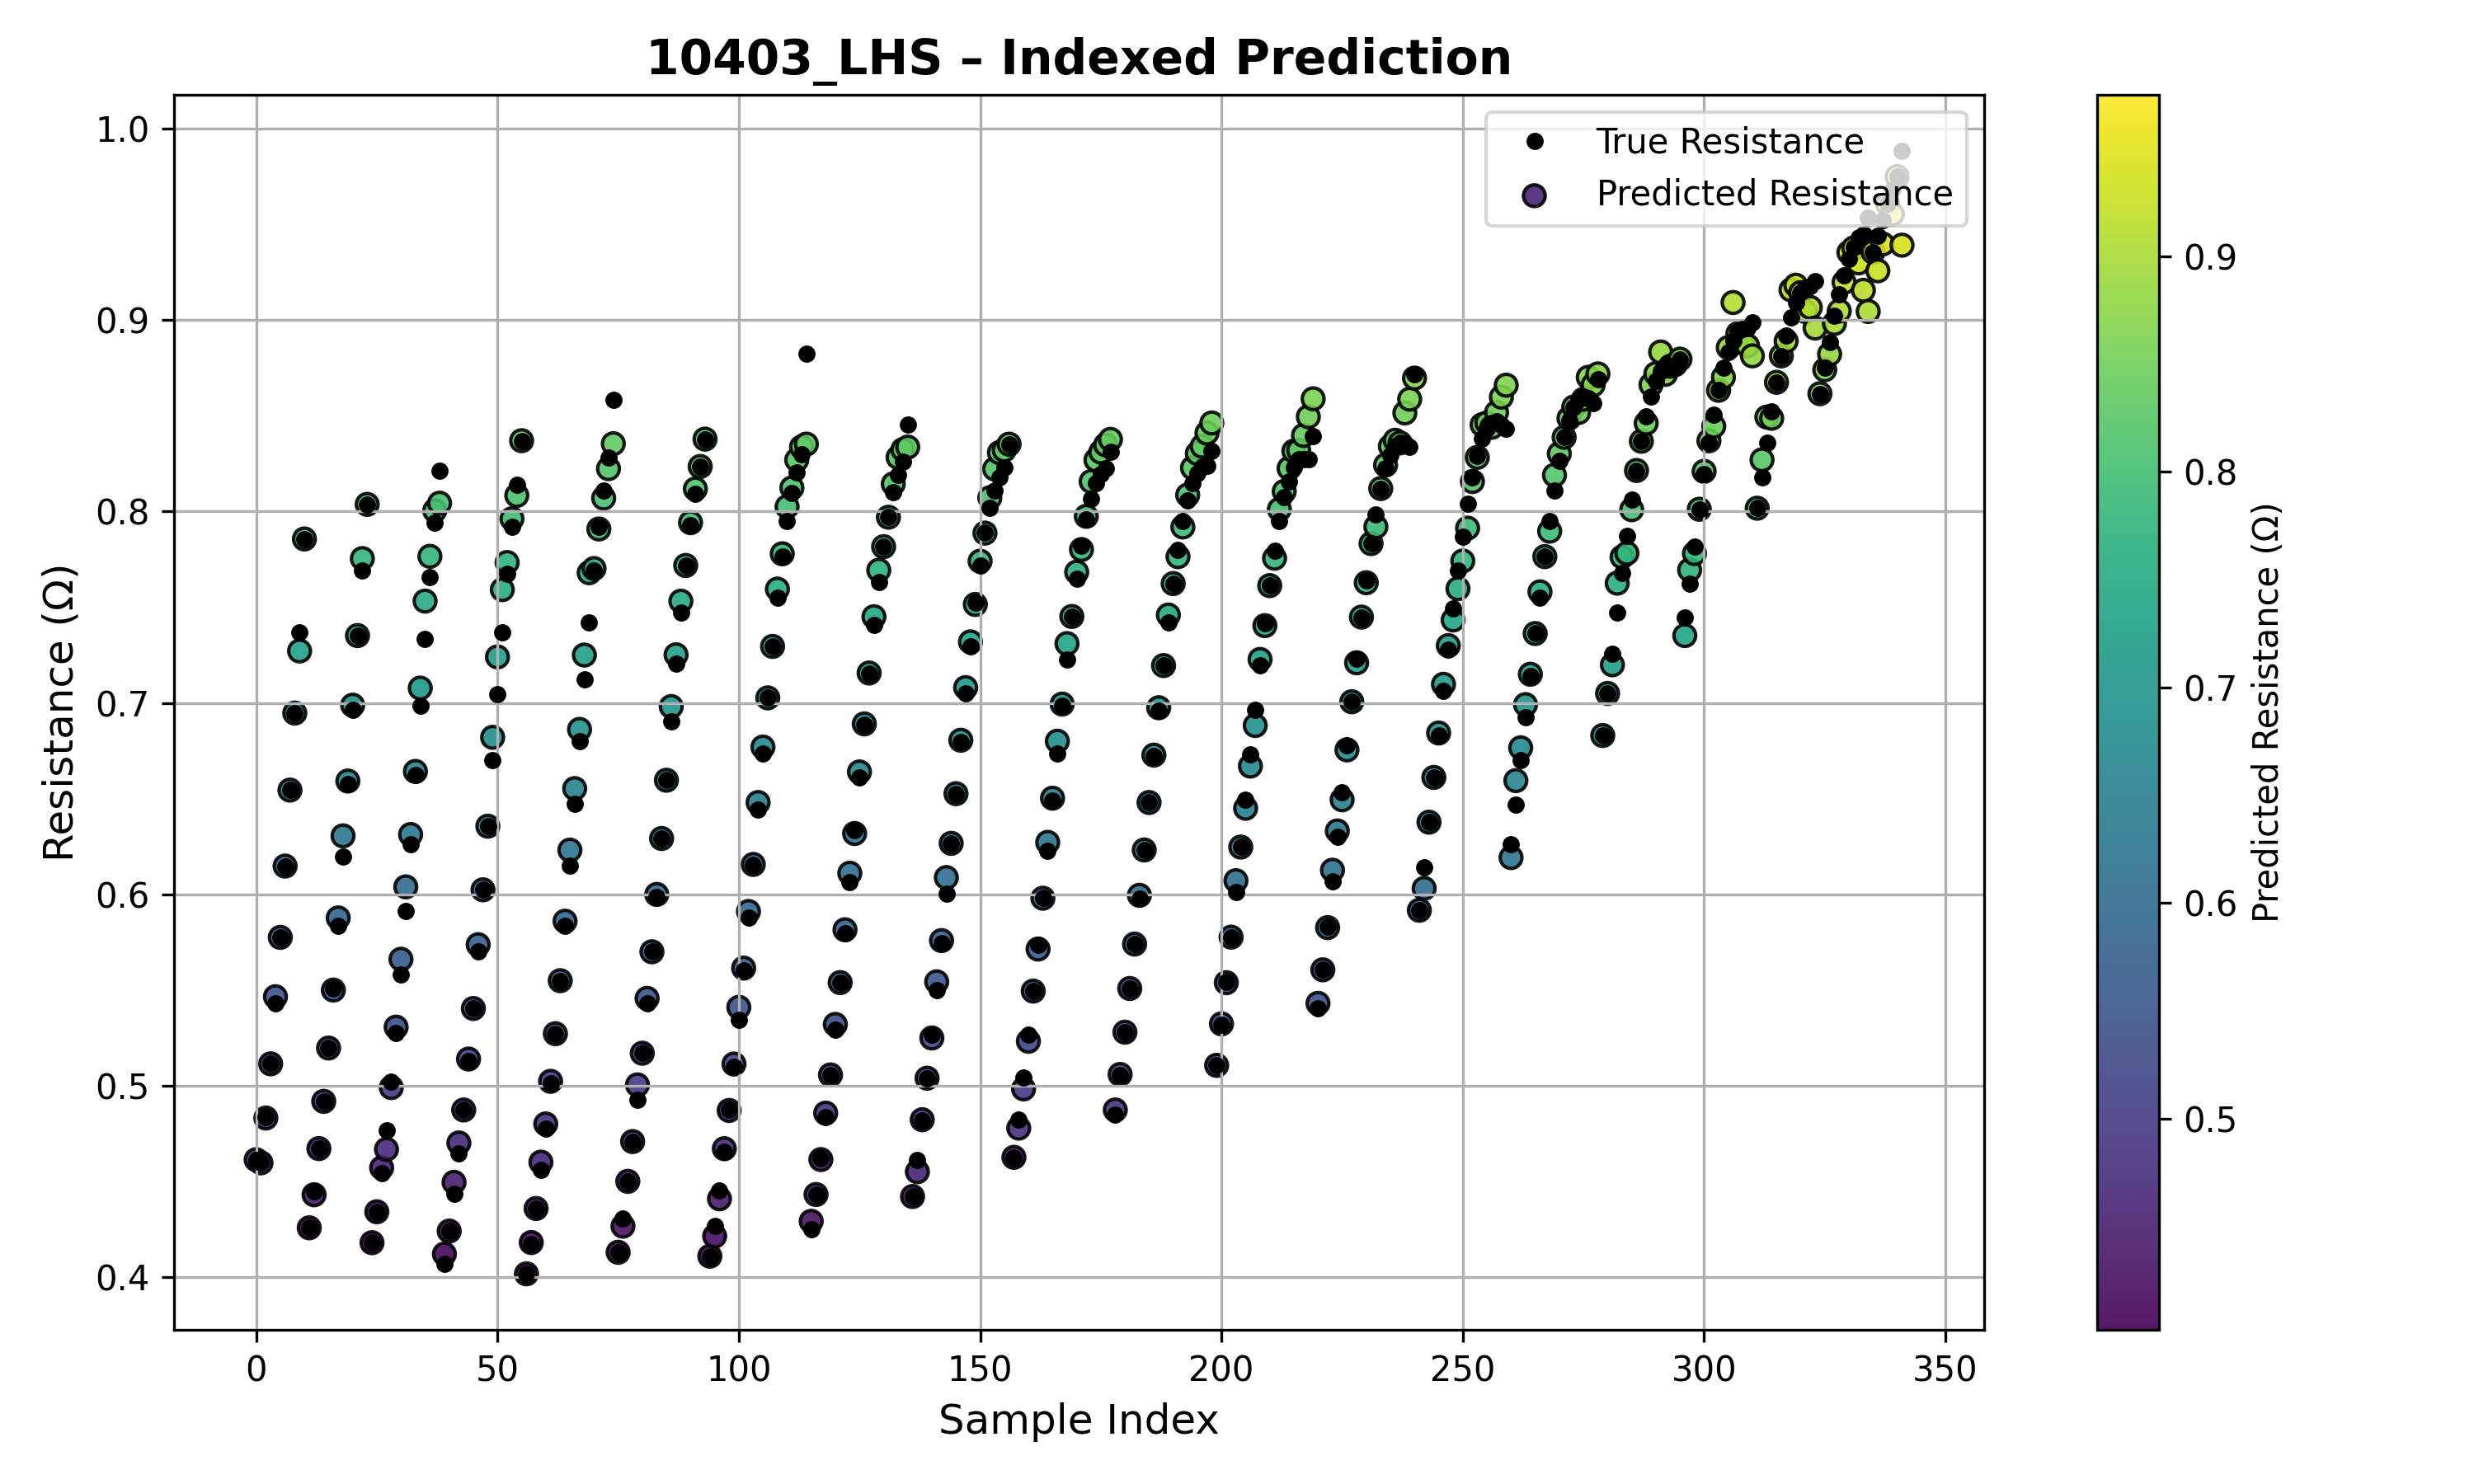 10403_LHS – Indexed Prediction
True Resistance
Predicted Resistance
1.0
0.9
0.8
0.7
0.6
0.5
0.4
Resistance (Ω)
0 50 100 150 200 250 300 350
Sample Index
0.9
0.8
0.7
0.6
0.5
Predicted Resistance (Ω)